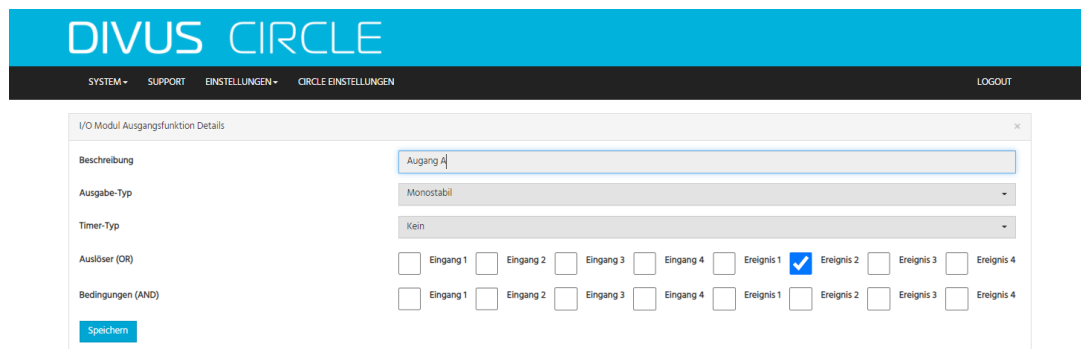 DIVUS CIRCLE
SYSTEM SUPPORT EINSTELLUNGEN CIRCLE EINSTELLUNGEN LOGOUT
I/O Modul Ausgangsfunktion Details ×
Beschreibung Augang A
Ausgabe-Typ Monostabil
Timer-Typ Kein
Auslöser (OR) Eingang 1 Eingang 2 Eingang 3 Eingang 4 Ereignis 1 Ereignis 2 Ereignis 3 Ereignis 4
Bedingungen (AND) Eingang 1 Eingang 2 Eingang 3 Eingang 4 Ereignis 1 Ereignis 2 Ereignis 3 Ereignis 4
Speichern